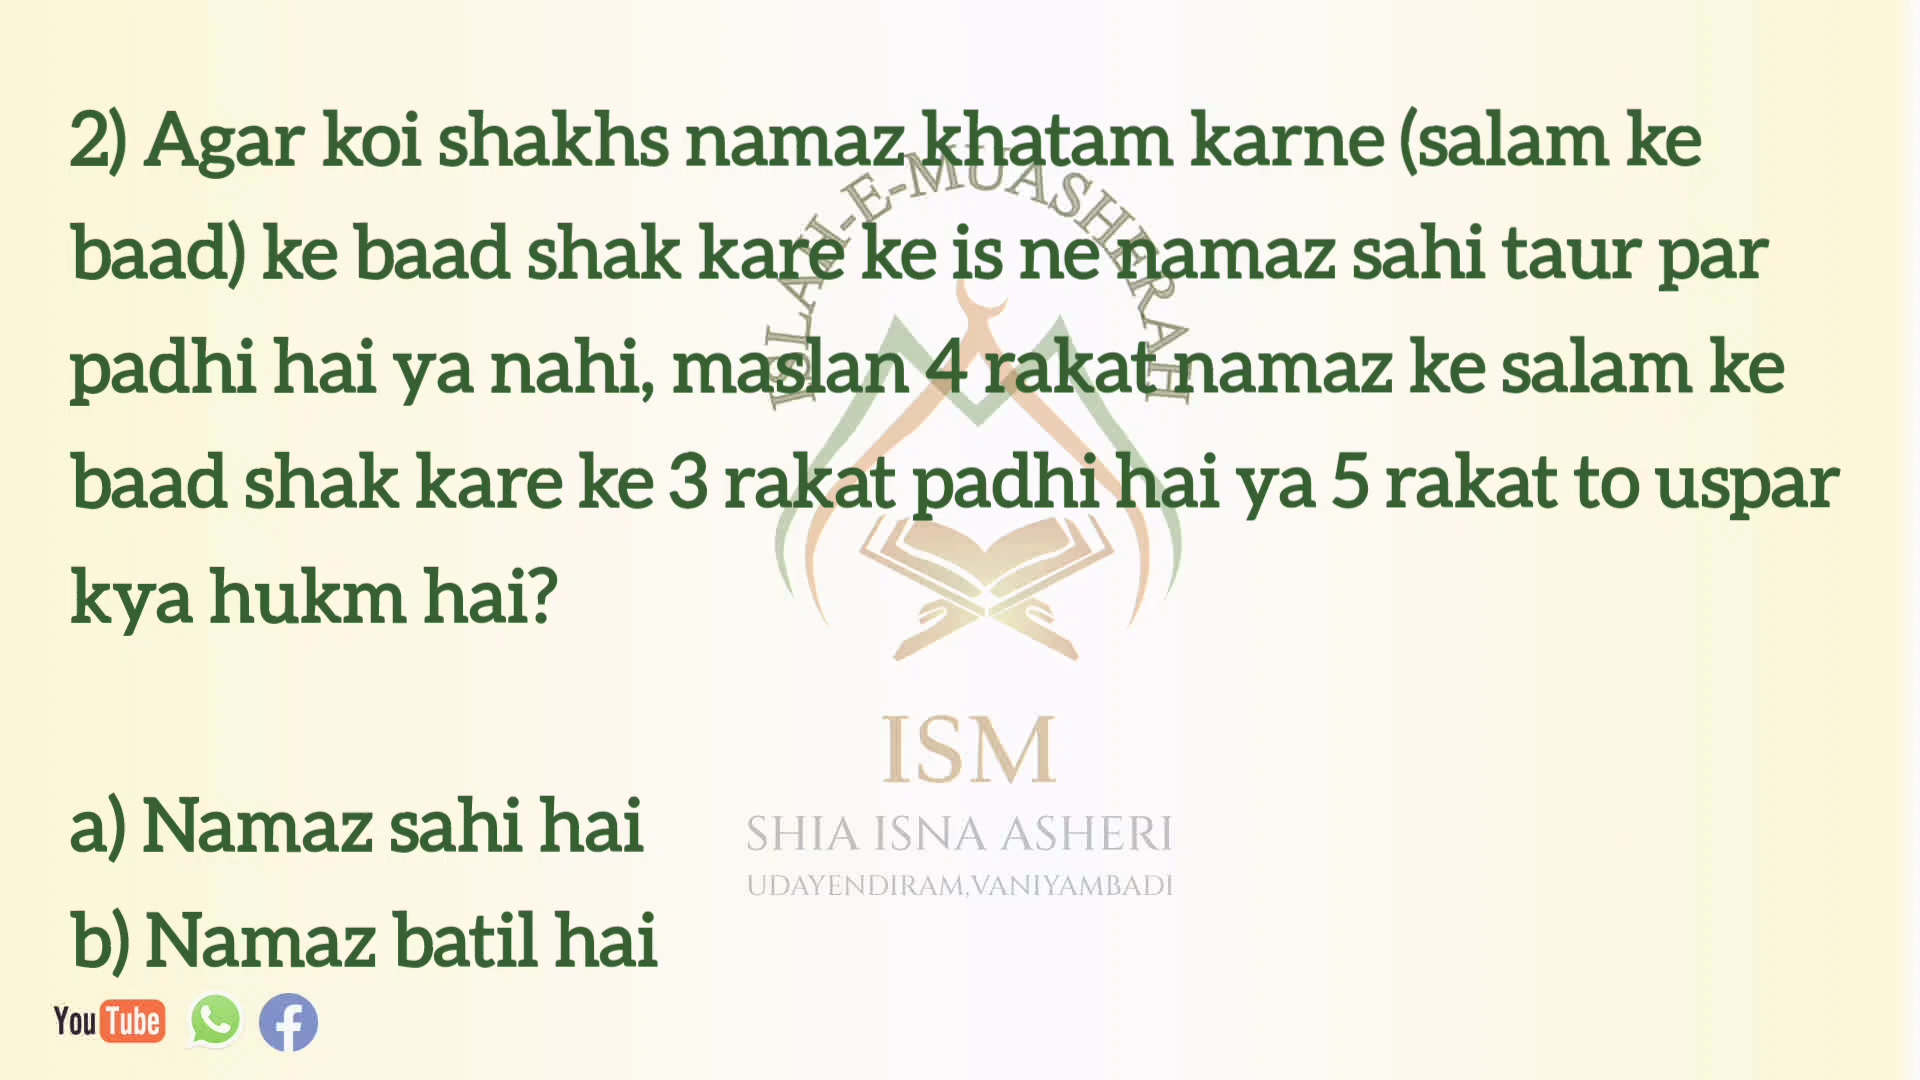 2) Agar koi shakhs namaz khatam karne (salam ke
baad) ke baad shak kare ke is ne namaz sahi taur par
padhi hai ya nahi, maslan 4 rakat namaz ke salam ke
baad shak kare ke 3 rakat padhi hai ya 5 rakat to uspar
kya hukm hai?
a) Namaz sahi hai
b) Namaz batil hai
ISLAH-E-MUASHERAH
ISM
SHIA ISNA ASHERI
UDAYENDIRAM,VANIYAMBADI
YouTube